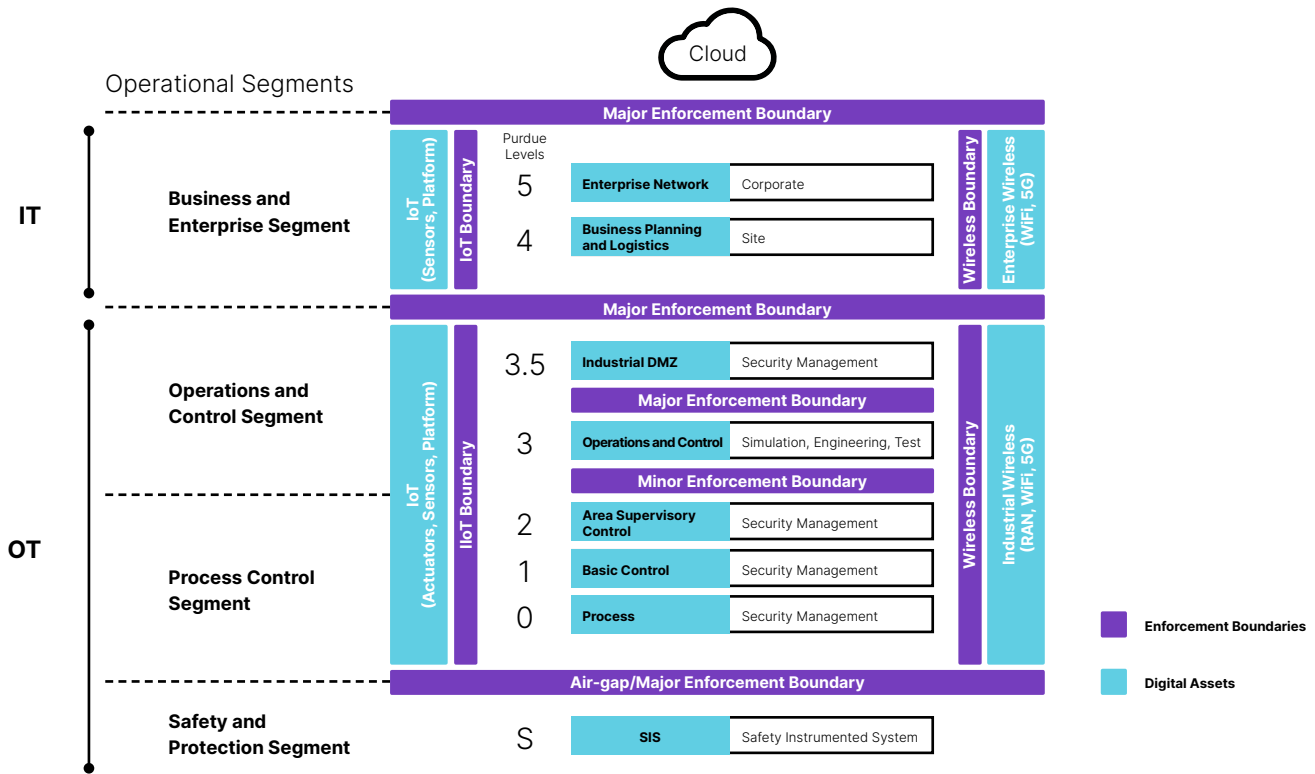 Cloud
Operational Segments
Major Enforcement Boundary
IT
Business and
Enterprise Segment
IoT
(Sensors, Platform)
IoT Boundary
Purdue
Levels
5
Enterprise Network
Corporate
4
Business Planning
and Logistics
Site
Wireless Boundary
Enterprise Wireless
(WiFi, 5G)
Major Enforcement Boundary
OT
Operations and
Control Segment
Process Control
Segment
IoT
(Actuators, Sensors, Platform)
IIoT Boundary
3.5
Industrial DMZ
Security Management
Major Enforcement Boundary
3
Operations and Control
Simulation, Engineering, Test
Minor Enforcement Boundary
2
Area Supervisory
Control
Security Management
1
Basic Control
Security Management
0
Process
Security Management
Wireless Boundary
Industrial Wireless
(RAN, WiFi, 5G)
Air-gap/Major Enforcement Boundary
Safety and
Protection Segment
S
SIS
Safety Instrumented System
Enforcement Boundaries
Digital Assets